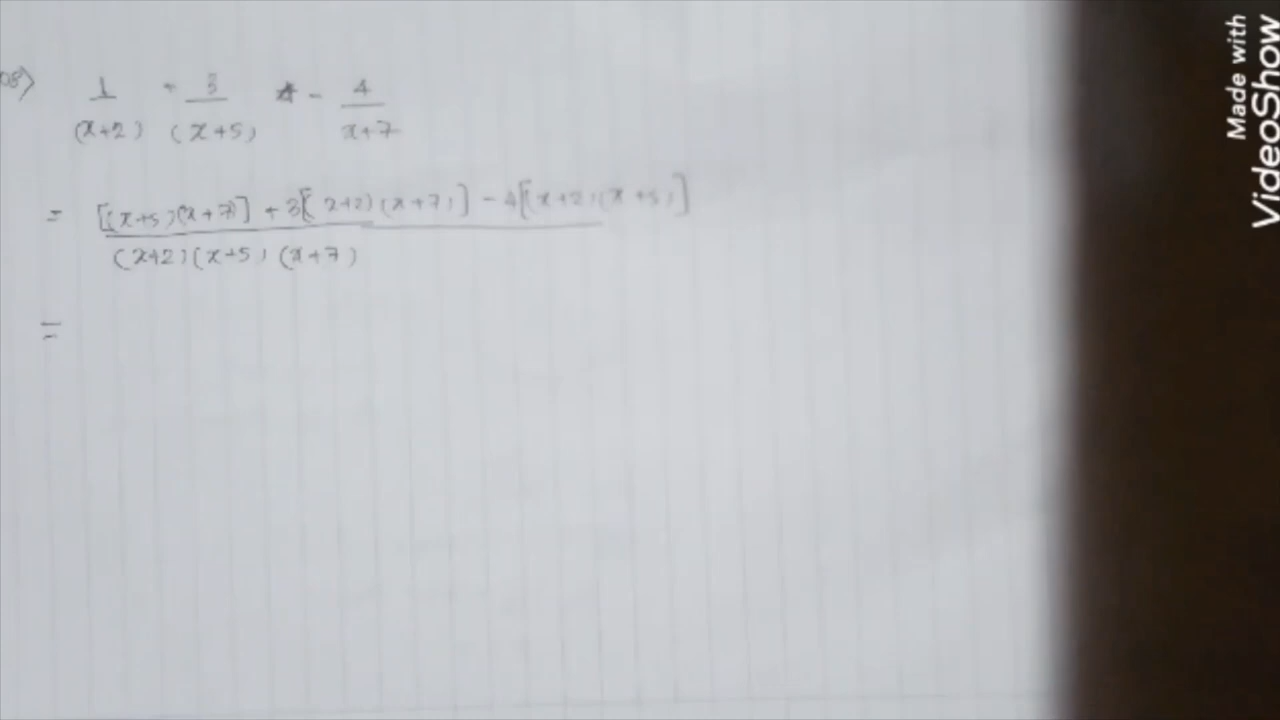 08) 1/(x+2) + 3/(x+5) - 4/x+7
= [(x+5)(x+7)] + 3[(x+2)(x+7)] - 4[(x+2)(x+5)]
(x+2)(x+5)(x+7)
=
Made with
VideoShow